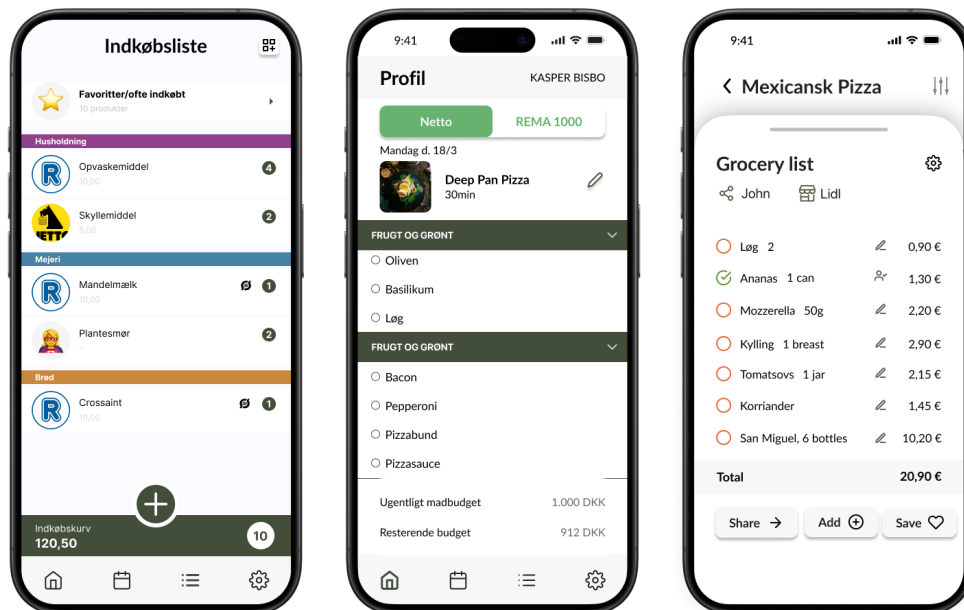 Indkøbsliste
Favoritter/ofte indkøbt
10 produkter
Husholdning
Opvaskemiddel
10,00
4
Skyllemiddel
8,00
2
NETTO
Mejeri
Mandelmælk
10,00
1
Plantesmør
-
2
Brød
Crossaint
10,00
1
Indkøbskurv
120,50
10
9:41
Profil
KASPER BISBO
Netto
REMA 1000
Mandag d. 18/3
Deep Pan Pizza
30min
FRUGT OG GRØNT
Oliven
Basilikum
Løg
FRUGT OG GRØNT
Bacon
Pepperoni
Pizzabund
Pizzasauce
Ugentligt madbudget 1.000 DKK
Resterende budget 912 DKK
9:41
Mexicansk Pizza
Grocery list
John Lidl
Løg 2 0,90 €
Ananas 1 can 1,30 €
Mozzerella 50g 2,20 €
Kylling 1 breast 2,90 €
Tomatsovs 1 jar 2,15 €
Korriander 1,45 €
San Miguel, 6 bottles 10,20 €
Total 20,90 €
Share Add Save